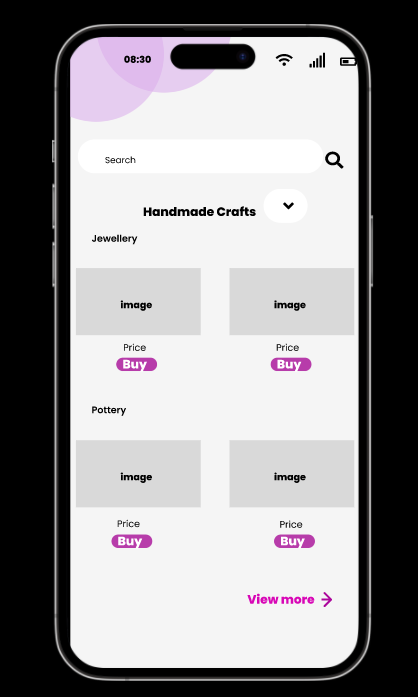 08:30
Search
Handmade Crafts
Jewellery
image image
Price Price
Buy Buy
Pottery
image image
Price Price
Buy Buy
View more